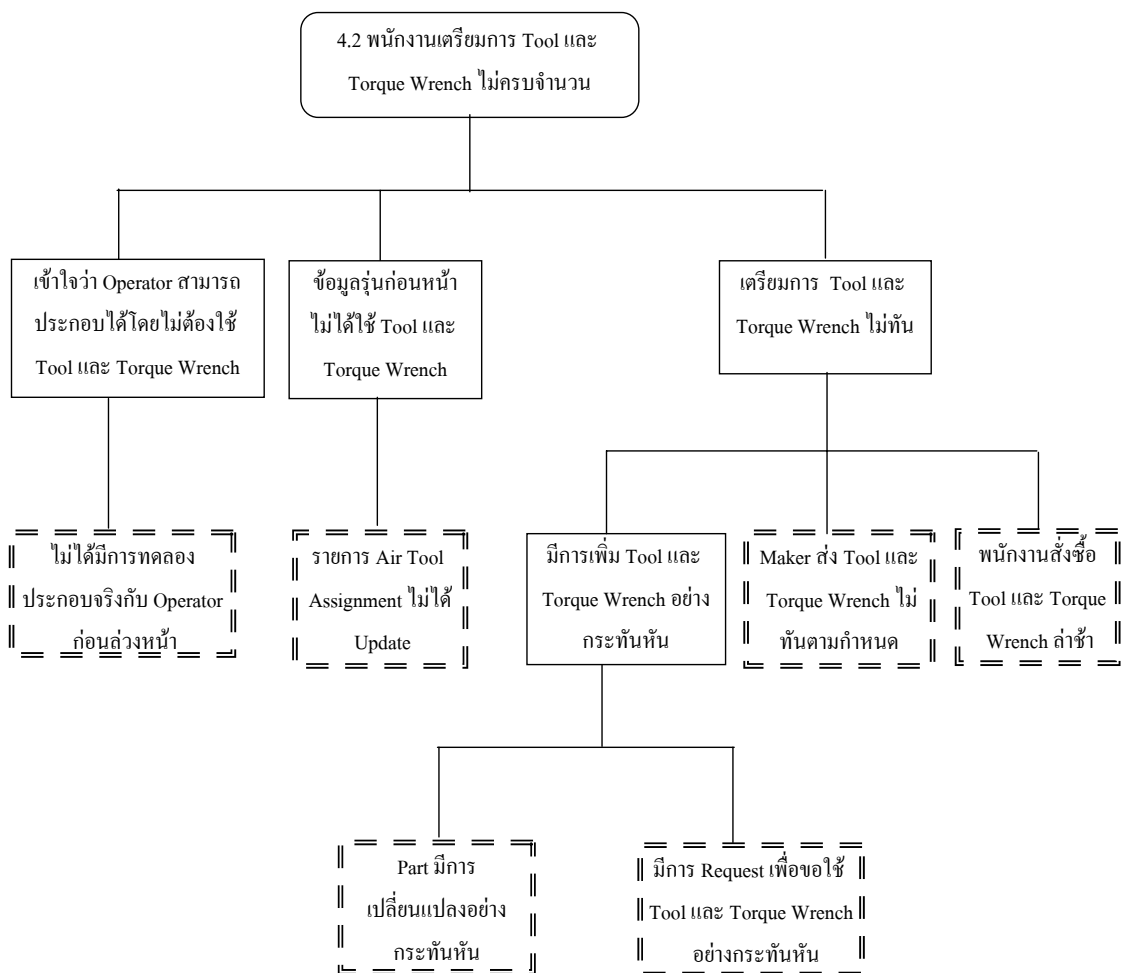 4.2 พนักงานเตรียมการ Tool และ
Torque Wrench ไม่ครบจำนวน
เข้าใจว่า Operator สามารถ
ประกอบได้โดยไม่ต้องใช้
Tool และ Torque Wrench
ข้อมูลรุ่นก่อนหน้า
ไม่ได้ใช้ Tool และ
Torque Wrench
เตรียมการ Tool และ
Torque Wrench ไม่ทัน
ไม่ได้มีการทดลอง
ประกอบจริงกับ Operator
ก่อนล่วงหน้า
รายการ Air Tool
Assignment ไม่ได้
Update
มีการเพิ่ม Tool และ
Torque Wrench อย่าง
กระทันหัน
Maker ส่ง Tool และ
Torque Wrench ไม่
ทันตามกำหนด
พนักงานสั่งซื้อ
Tool และ Torque
Wrench ล่าช้า
Part มีการ
เปลี่ยนแปลงอย่าง
กระทันหัน
มีการ Request เพื่อขอใช้
Tool และ Torque Wrench
อย่างกระทันหัน